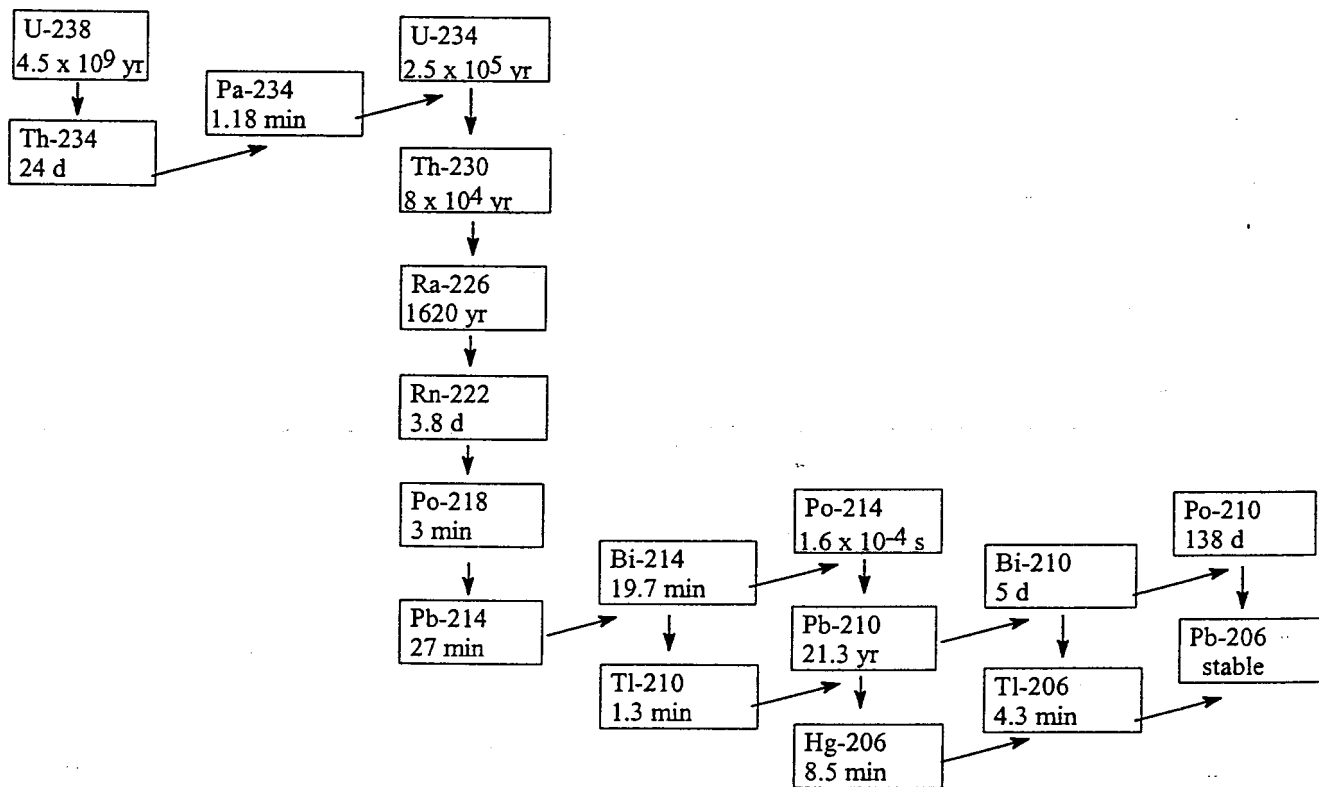 U-238
4.5 x 10⁹ yr
Th-234
24 d
Pa-234
1.18 min
U-234
2.5 x 10⁵ yr
Th-230
8 x 10⁴ yr
Ra-226
1620 yr
Rn-222
3.8 d
Po-218
3 min
Pb-214
27 min
Bi-214
19.7 min
Tl-210
1.3 min
Po-214
1.6 x 10⁻⁴ s
Pb-210
21.3 yr
Hg-206
8.5 min
Bi-210
5 d
Tl-206
4.3 min
Po-210
138 d
Pb-206
stable